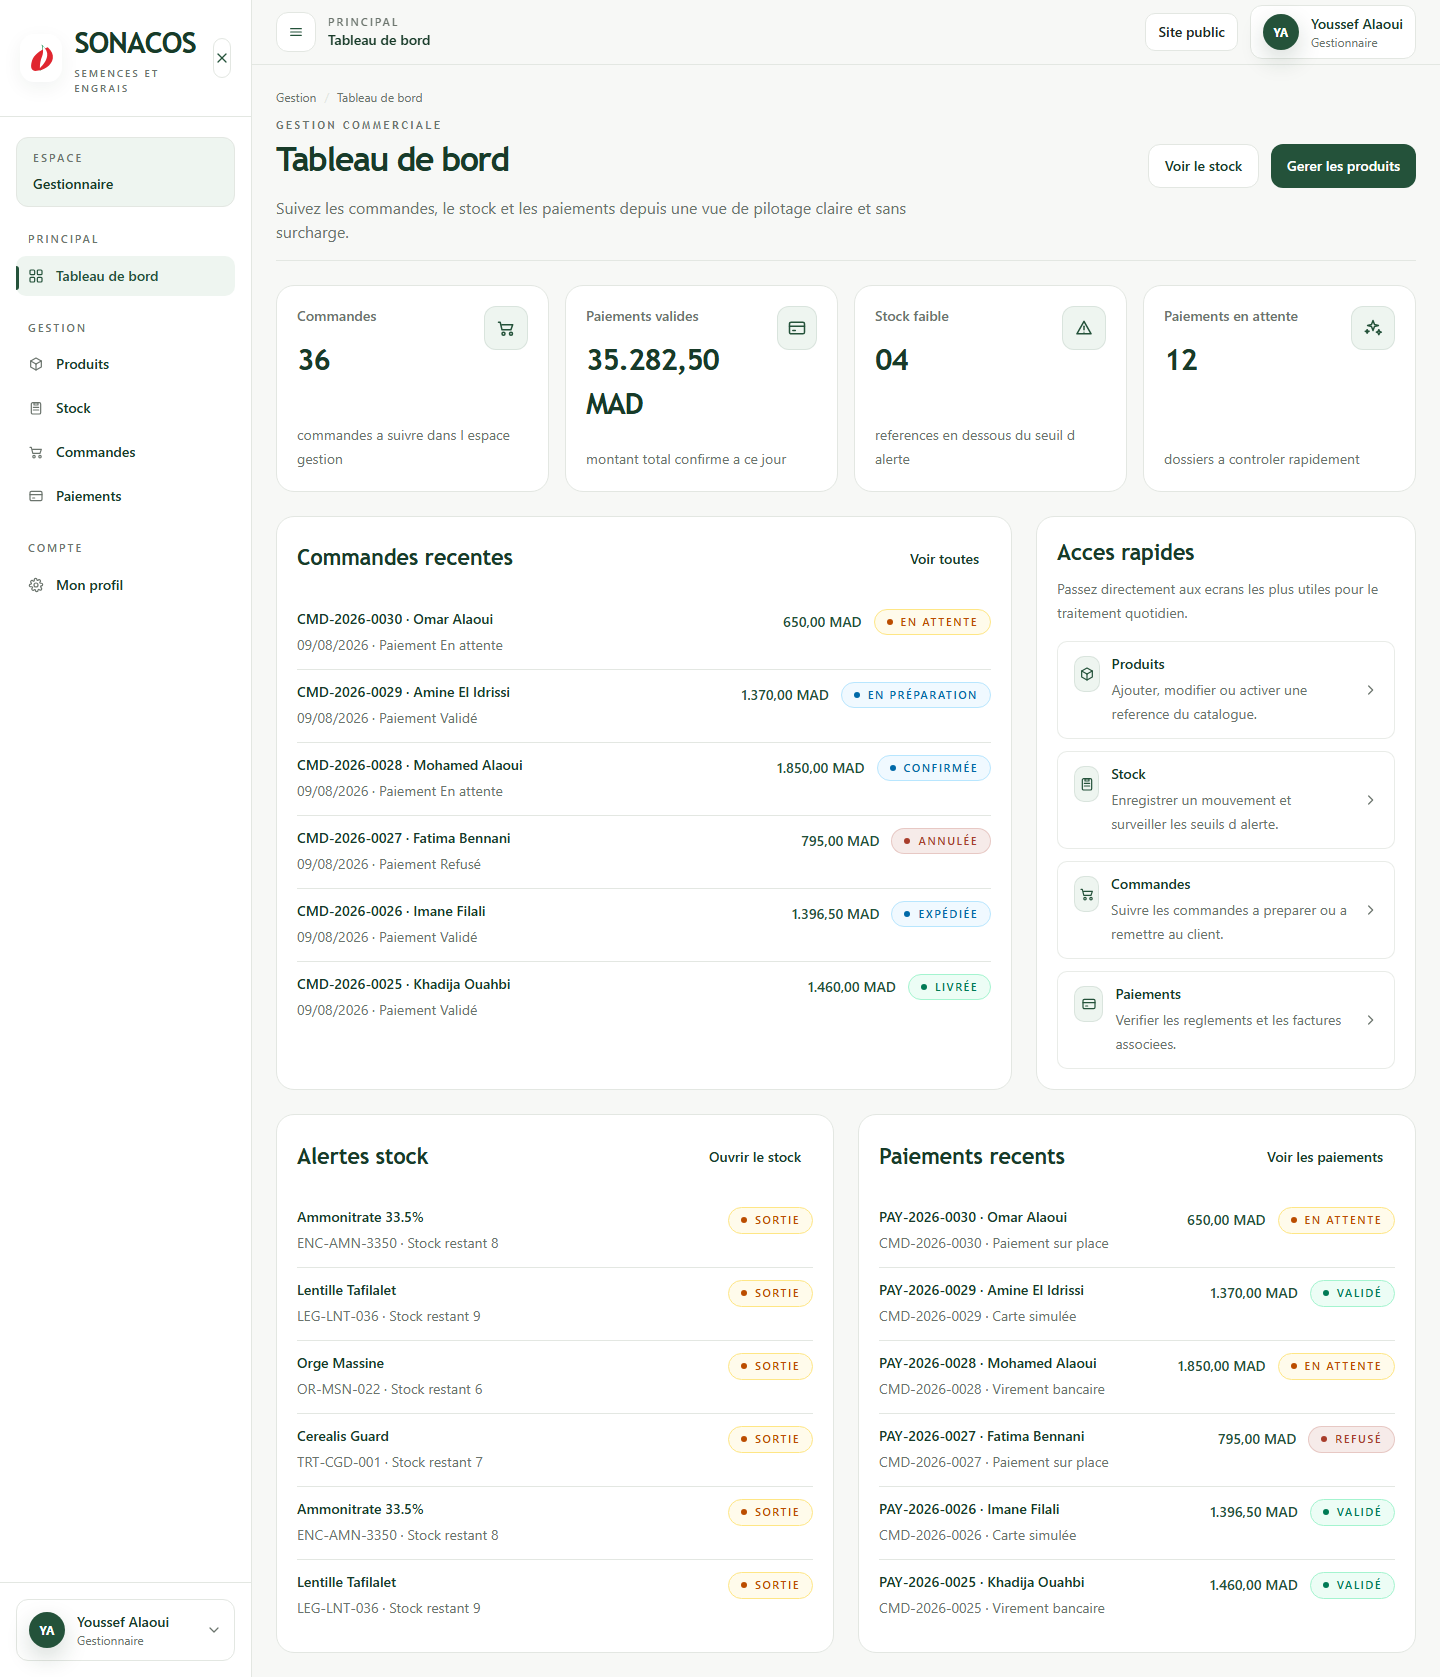 SONACOS
SEMENCES ET
ENGRAIS
ESPACE
Gestionnaire
PRINCIPAL
Tableau de bord
GESTION
Produits
Stock
Commandes
Paiements
COMPTE
Mon profil
YA
Youssef Alaoui
Gestionnaire
PRINCIPAL
Tableau de bord
Site public
YA
Youssef Alaoui
Gestionnaire
Gestion / Tableau de bord
GESTION COMMERCIALE
Tableau de bord
Suivez les commandes, le stock et les paiements depuis une vue de pilotage claire et sans
surcharge.
Voir le stock
Gerer les produits
Commandes
36
commandes a suivre dans l espace
gestion
Paiements valides
35.282,50
MAD
montant total confirme a ce jour
Stock faible
04
references en dessous du seuil d
alerte
Paiements en attente
12
dossiers a controler rapidement
Commandes recentes
Voir toutes
CMD-2026-0030 · Omar Alaoui
09/08/2026 · Paiement En attente
650,00 MAD
EN ATTENTE
CMD-2026-0029 · Amine El Idrissi
09/08/2026 · Paiement Validé
1.370,00 MAD
EN PRÉPARATION
CMD-2026-0028 · Mohamed Alaoui
09/08/2026 · Paiement En attente
1.850,00 MAD
CONFIRMÉE
CMD-2026-0027 · Fatima Bennani
09/08/2026 · Paiement Refusé
795,00 MAD
ANNULÉE
CMD-2026-0026 · Imane Filali
09/08/2026 · Paiement Validé
1.396,50 MAD
EXPÉDIÉE
CMD-2026-0025 · Khadija Ouahbi
09/08/2026 · Paiement Validé
1.460,00 MAD
LIVRÉE
Acces rapides
Passez directement aux ecrans les plus utiles pour le
traitement quotidien.
Produits
Ajouter, modifier ou activer une
reference du catalogue.
Stock
Enregistrer un mouvement et
surveiller les seuils d alerte.
Commandes
Suivre les commandes a preparer ou a
remettre au client.
Paiements
Verifier les reglements et les factures
associees.
Alertes stock
Ouvrir le stock
Ammonitrate 33.5%
ENC-AMN-3350 · Stock restant 8
SORTIE
Lentille Tafilalet
LEG-LNT-036 · Stock restant 9
SORTIE
Orge Massine
OR-MSN-022 · Stock restant 6
SORTIE
Cerealis Guard
TRT-CGD-001 · Stock restant 7
SORTIE
Ammonitrate 33.5%
ENC-AMN-3350 · Stock restant 8
SORTIE
Lentille Tafilalet
LEG-LNT-036 · Stock restant 9
SORTIE
Paiements recents
Voir les paiements
PAY-2026-0030 · Omar Alaoui
CMD-2026-0030 · Paiement sur place
650,00 MAD
EN ATTENTE
PAY-2026-0029 · Amine El Idrissi
CMD-2026-0029 · Carte simulée
1.370,00 MAD
VALIDÉ
PAY-2026-0028 · Mohamed Alaoui
CMD-2026-0028 · Virement bancaire
1.850,00 MAD
EN ATTENTE
PAY-2026-0027 · Fatima Bennani
CMD-2026-0027 · Paiement sur place
795,00 MAD
REFUSÉ
PAY-2026-0026 · Imane Filali
CMD-2026-0026 · Carte simulée
1.396,50 MAD
VALIDÉ
PAY-2026-0025 · Khadija Ouahbi
CMD-2026-0025 · Virement bancaire
1.460,00 MAD
VALIDÉ